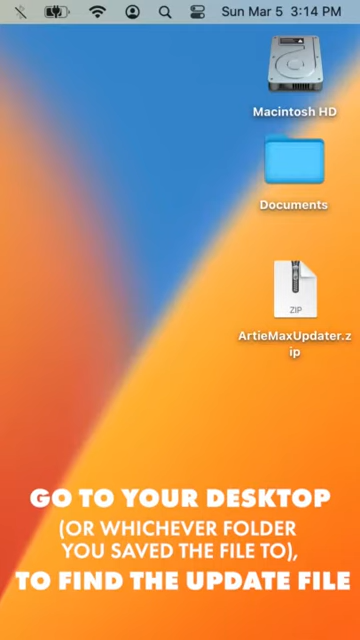 Sun Mar 5 3:14 PM
Macintosh HD
Documents
ZIP
ArtieMaxUpdater.z
ip
GO TO YOUR DESKTOP
(OR WHICHEVER FOLDER
YOU SAVED THE FILE TO),
TO FIND THE UPDATE FILE